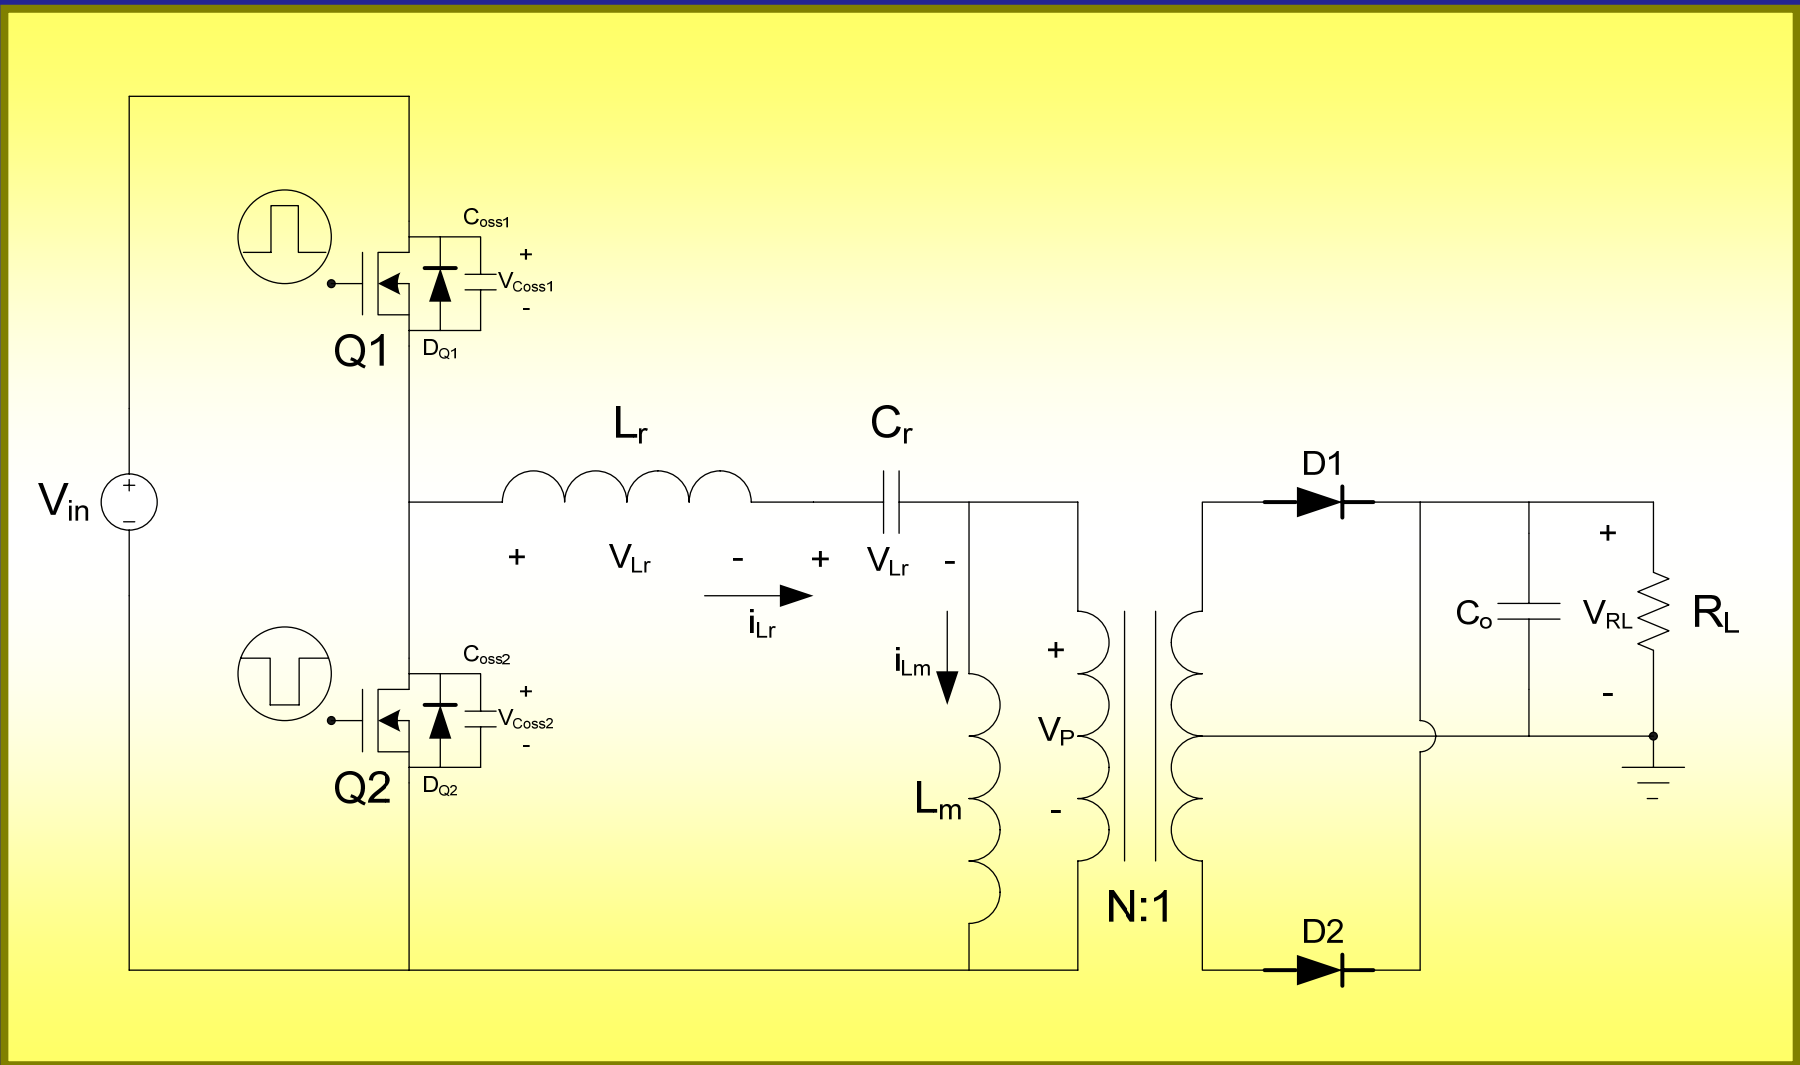 Coss1
+
VCoss1
-
Q1
DQ1
Lr
Cr
D1
Vin
+
−
+
VLr
-
+
VLr
-
iLr
+
Co
VRL
RL
-
Coss2
+
VCoss2
-
Q2
DQ2
iLm
+
VP
-
Lm
N:1
D2